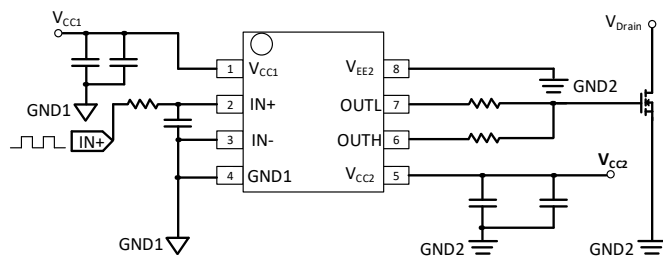 VCC1
VDrain
GND1
IN+
1 VCC1
2 IN+
3 IN-
4 GND1
GND1
VEE2 8
OUTL 7
OUTH 6
VCC2 5
GND2
VCC2
GND2
GND2